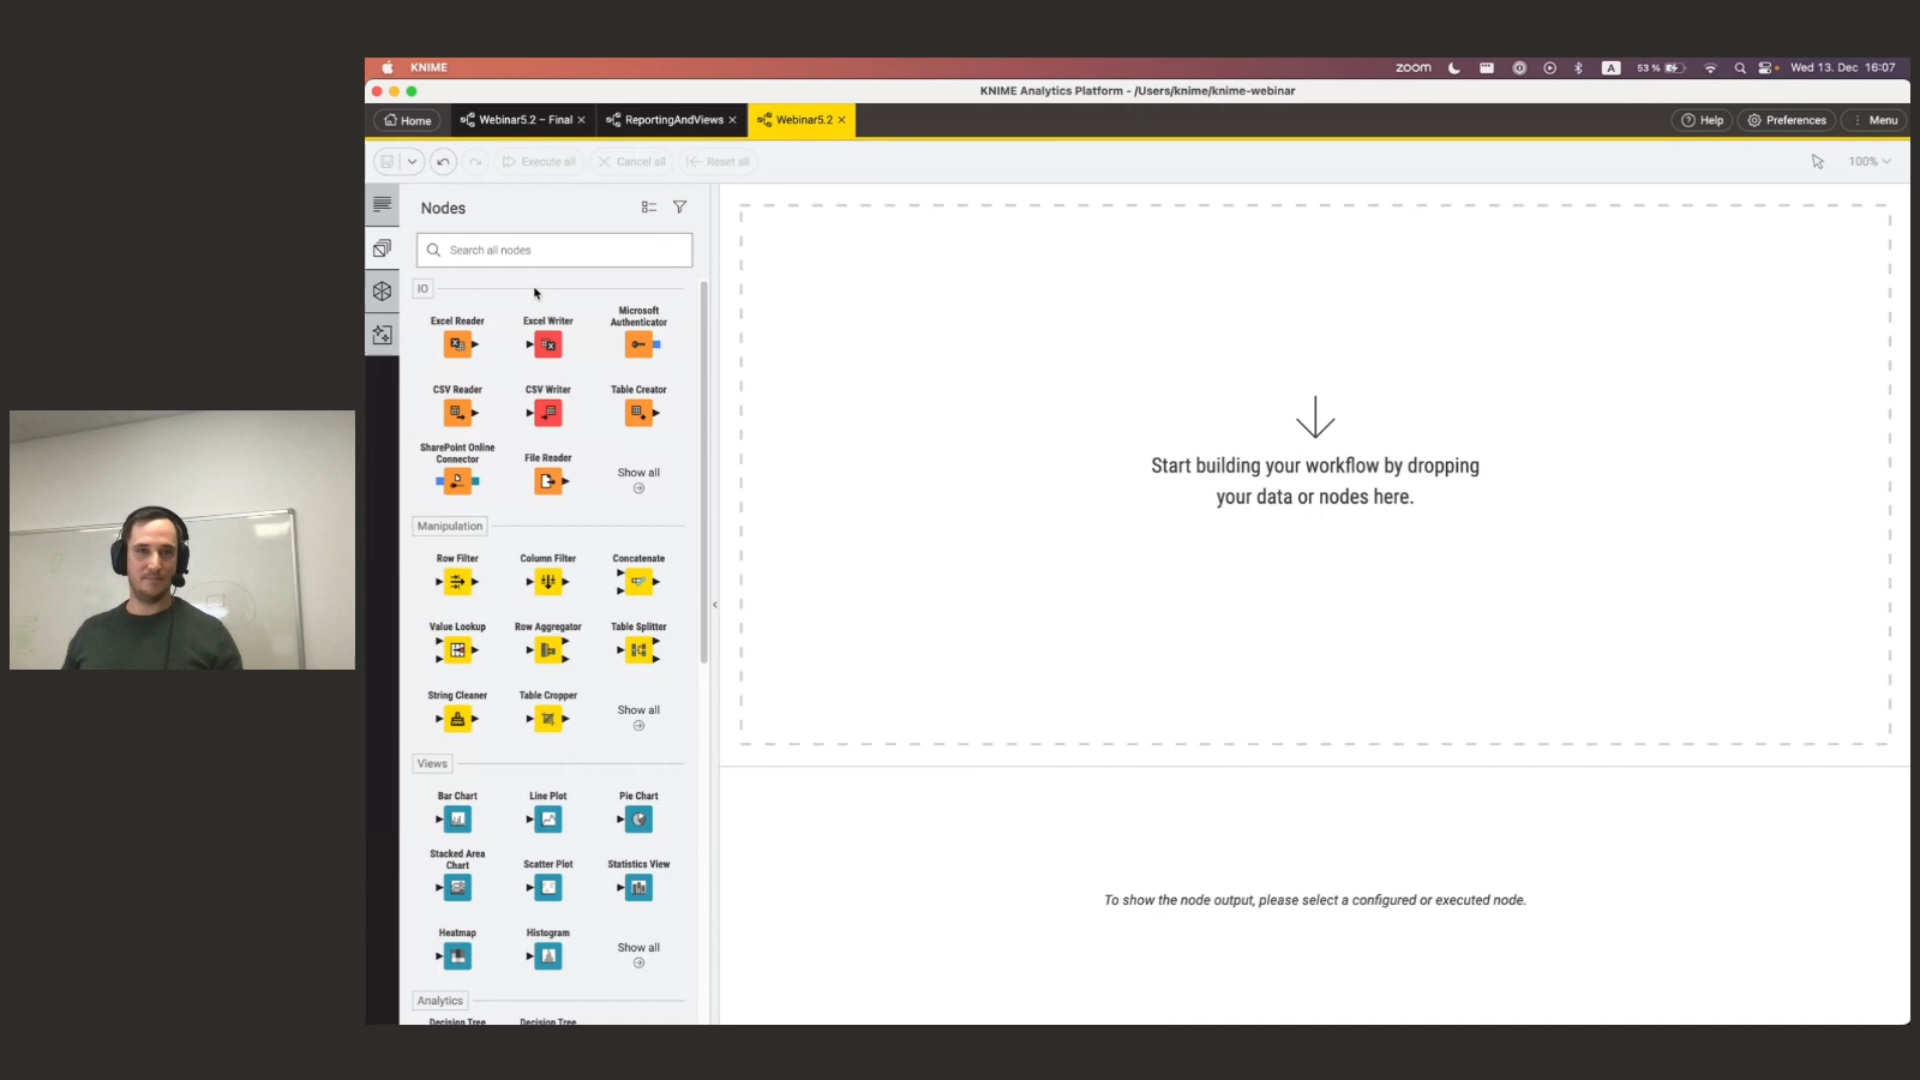 KNIME
zoom
A
53 %
Wed 13. Dec 16:07
KNIME Analytics Platform - /Users/knime/knime-webinar
Home
Webinar5.2 – Final
ReportingAndViews
Webinar5.2
Help
Preferences
Menu
Execute all
Cancel all
Reset all
100%
Nodes
Search all nodes
IO
Excel Reader
Excel Writer
Microsoft
Authenticator
CSV Reader
CSV Writer
Table Creator
SharePoint Online
Connector
File Reader
Show all
Manipulation
Row Filter
Column Filter
Concatenate
Value Lookup
Row Aggregator
Table Splitter
String Cleaner
Table Cropper
Show all
Views
Bar Chart
Line Plot
Pie Chart
Stacked Area
Chart
Scatter Plot
Statistics View
Heatmap
Histogram
Show all
Analytics
Decision Tree
Decision Tree
Start building your workflow by dropping
your data or nodes here.
To show the node output, please select a configured or executed node.